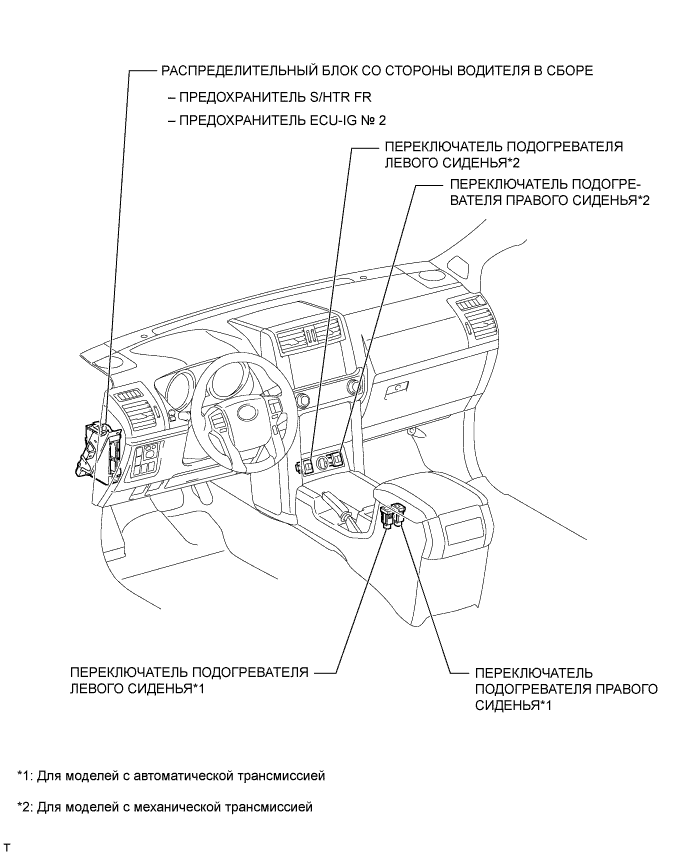 РАСПРЕДЕЛИТЕЛЬНЫЙ БЛОК СО СТОРОНЫ ВОДИТЕЛЯ В СБОРЕ
– ПРЕДОХРАНИТЕЛЬ S/HTR FR
– ПРЕДОХРАНИТЕЛЬ ECU-IG № 2
ПЕРЕКЛЮЧАТЕЛЬ ПОДОГРЕВАТЕЛЯ
ЛЕВОГО СИДЕНЬЯ*2
ПЕРЕКЛЮЧАТЕЛЬ ПОДОГРЕ-
ВАТЕЛЯ ПРАВОГО СИДЕНЬЯ*2
ПЕРЕКЛЮЧАТЕЛЬ ПОДОГРЕВАТЕЛЯ
ЛЕВОГО СИДЕНЬЯ*1
ПЕРЕКЛЮЧАТЕЛЬ
ПОДОГРЕВАТЕЛЯ ПРАВОГО
СИДЕНЬЯ*1
*1: Для моделей с автоматической трансмиссией
*2: Для моделей с механической трансмиссией
T